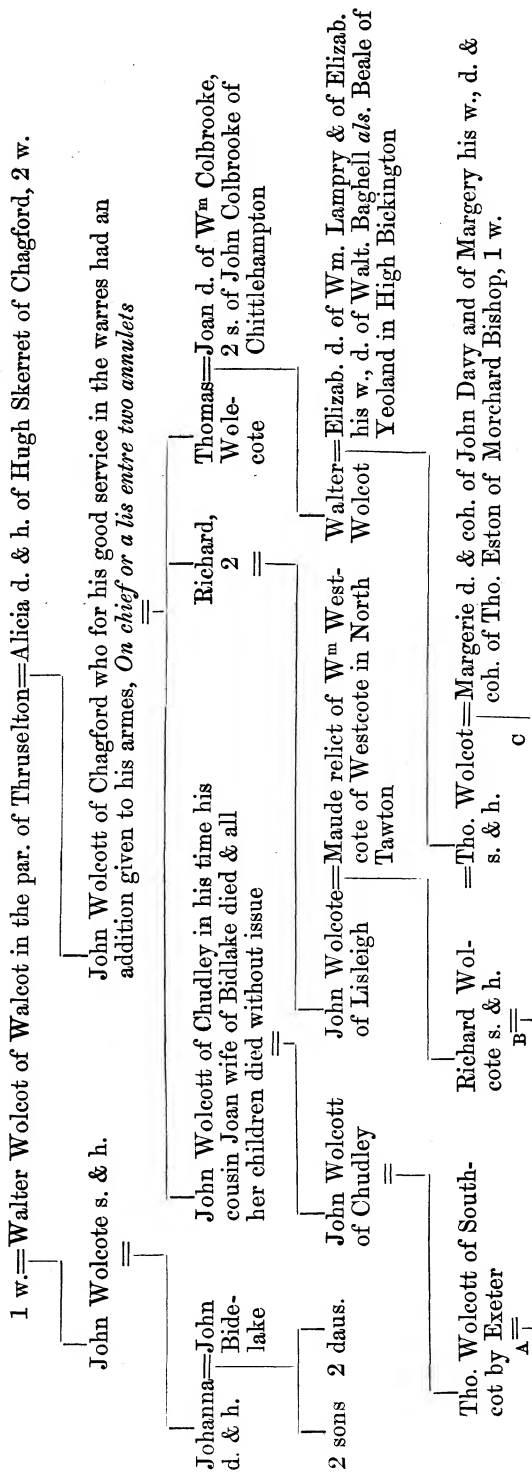 1 w.=Walter Wolcot of Walcot in the par. of Thruselton=Alicia d. & h. of Hugh Skerret of Chagford, 2 w.
John Wolcote s. & h.
John Wolcott of Chagford who for his good service in the warres had an
addition given to his armes, On chief or a lis entre two annulets
Johanna=John
d. & h. Bide-
lake
John Wolcott of Chudley in his time his
cousin Joan wife of Bidlake died & all
her children died without issue
Richard,
2
Thomas=Joan d. of Wm Colbrooke,
Wole- 2 s. of John Colbrooke of
cote Chittlehampton
2 sons 2 daus.
John Wolcott
of Chudley
John Wolcote=Maude relict of Wm West-
of Lisleigh cote of Westcote in North
Tawton
Walter=Elizab. d. of Wm. Lampry & of Elizab.
Wolcot his w., d. of Walt. Baghell als. Beale of
Yeoland in High Bickington
Tho. Wolcott of South-
cot by Exeter
A
Richard Wol-
cote s. & h.
B
=Tho. Wolcot=Margerie d. & coh. of John Davy and of Margery his w., d. &
s. & h. coh. of Tho. Eston of Morchard Bishop, 1 w.
C